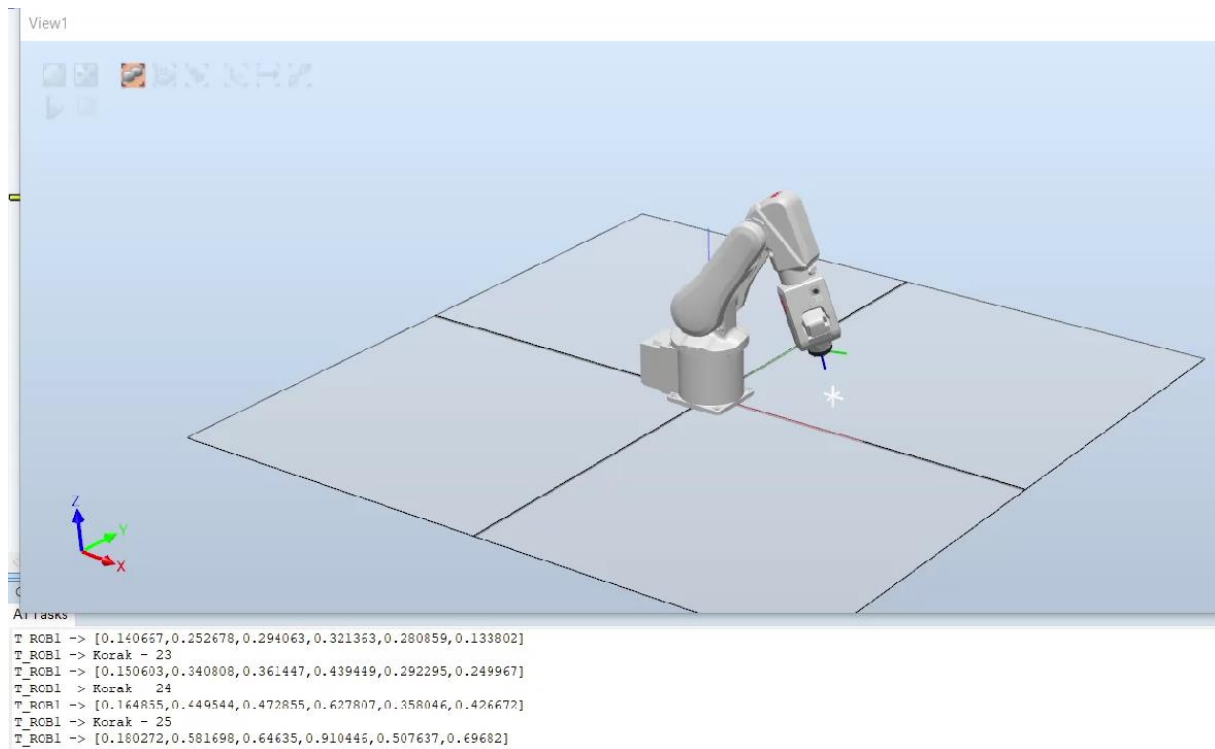 View1
Z
Y
X
All Tasks
T_ROB1 -> [0.140667,0.252678,0.294063,0.321363,0.280859,0.133802]
T_ROB1 -> Korak - 23
T_ROB1 -> [0.150603,0.340808,0.361447,0.439449,0.292295,0.249967]
T_ROB1 -> Korak - 24
T_ROB1 -> [0.164855,0.449544,0.472855,0.627807,0.358046,0.426672]
T_ROB1 -> Korak - 25
T_ROB1 -> [0.180272,0.581698,0.64635,0.910446,0.507637,0.69682]